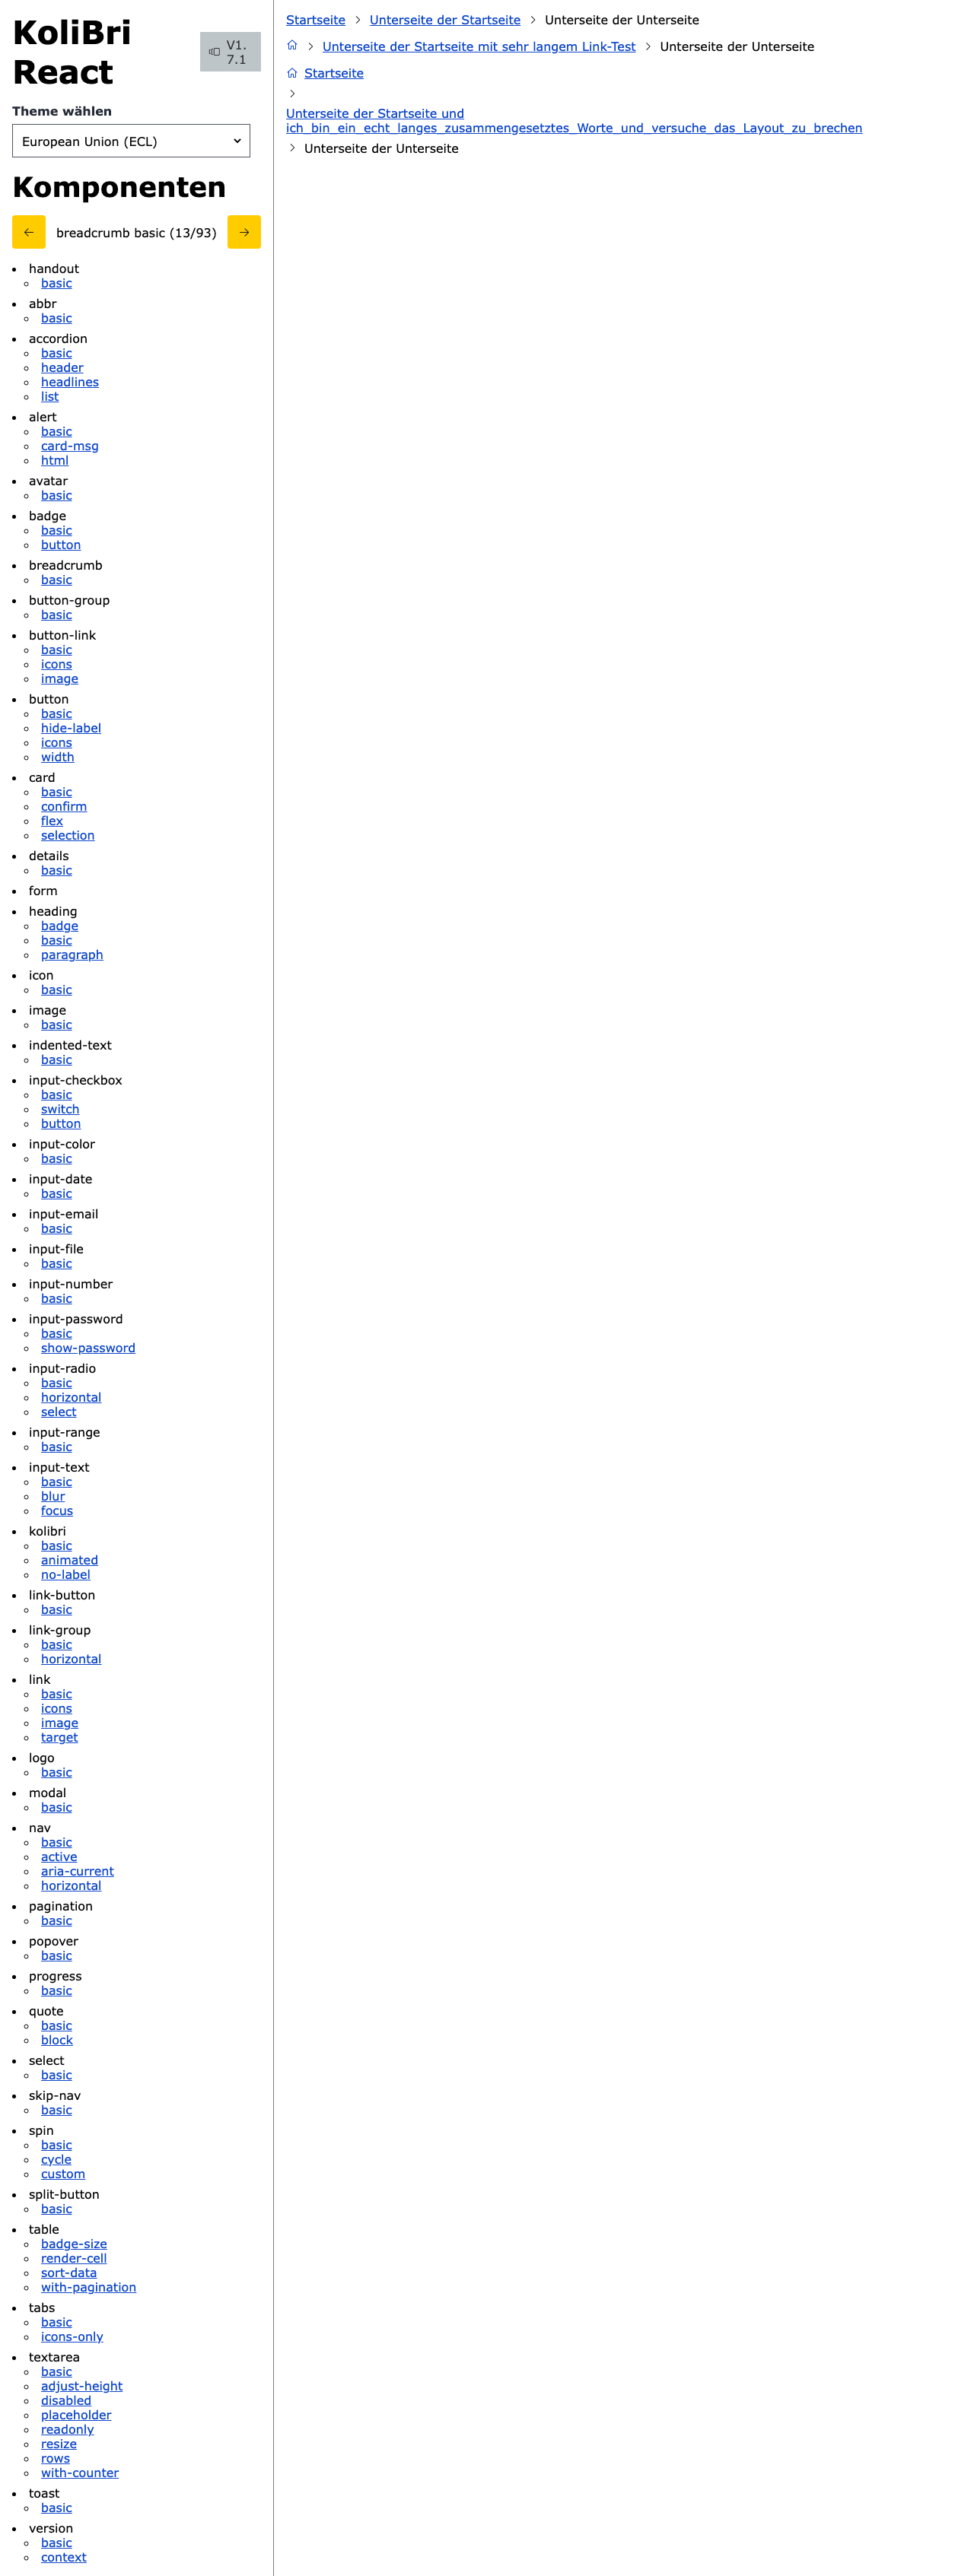 KoliBri
React
V1.
7.1
Theme wählen
European Union (ECL)
Komponenten
breadcrumb basic (13/93)
handout
basic
abbr
basic
accordion
basic
header
headlines
list
alert
basic
card-msg
html
avatar
basic
badge
basic
button
breadcrumb
basic
button-group
basic
button-link
basic
icons
image
button
basic
hide-label
icons
width
card
basic
confirm
flex
selection
details
basic
form
heading
badge
basic
paragraph
icon
basic
image
basic
indented-text
basic
input-checkbox
basic
switch
button
input-color
basic
input-date
basic
input-email
basic
input-file
basic
input-number
basic
input-password
basic
show-password
input-radio
basic
horizontal
select
input-range
basic
input-text
basic
blur
focus
kolibri
basic
animated
no-label
link-button
basic
link-group
basic
horizontal
link
basic
icons
image
target
logo
basic
modal
basic
nav
basic
active
aria-current
horizontal
pagination
basic
popover
basic
progress
basic
quote
basic
block
select
basic
skip-nav
basic
spin
basic
cycle
custom
split-button
basic
table
badge-size
render-cell
sort-data
with-pagination
tabs
basic
icons-only
textarea
basic
adjust-height
disabled
placeholder
readonly
resize
rows
with-counter
toast
basic
version
basic
context
Startseite Unterseite der Startseite Unterseite der Unterseite
Unterseite der Startseite mit sehr langem Link-Test Unterseite der Unterseite
Startseite
Unterseite der Startseite und
ich_bin_ein_echt_langes_zusammengesetztes_Worte_und_versuche_das_Layout_zu_brechen
Unterseite der Unterseite